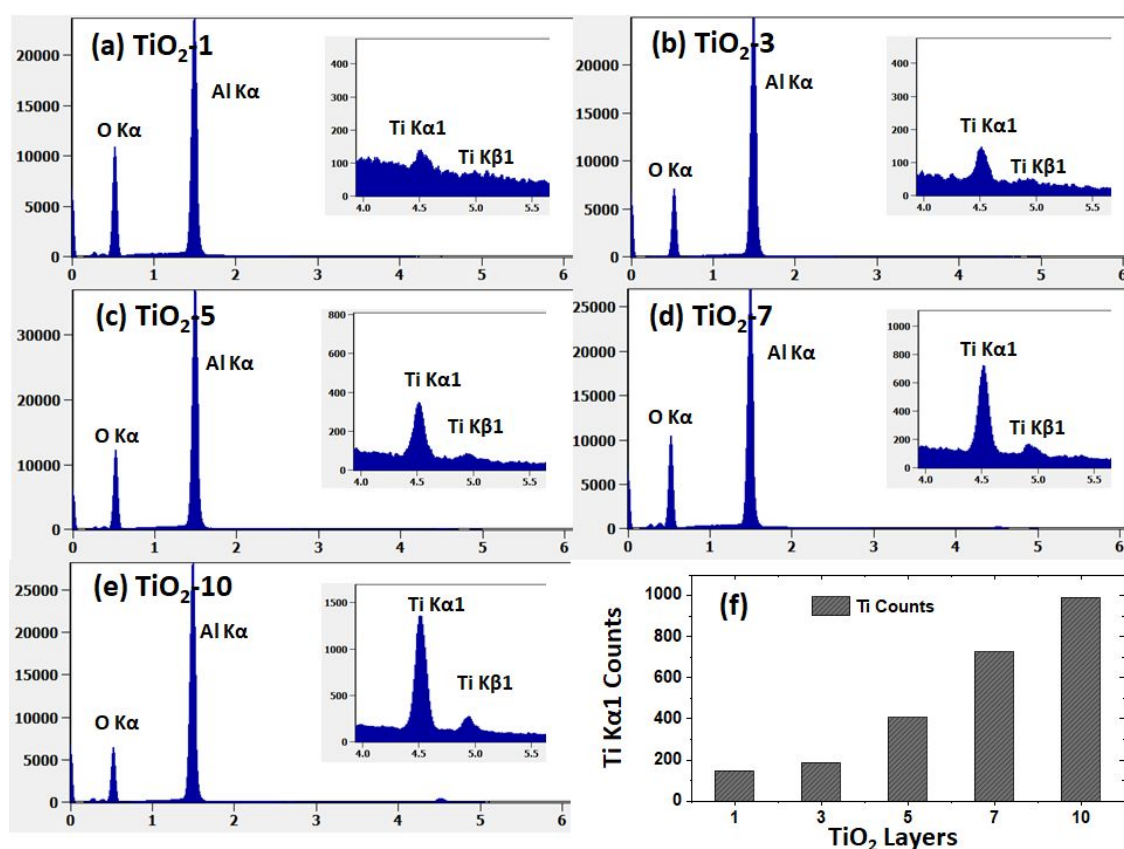 (a) TiO2-1
20000
15000
10000
5000
0
O Kα
Al Kα
0 1 2 3 4 5 6
400
300
200
100
0
Ti Kα1
Ti Kβ1
4.0 4.5 5.0 5.5
(b) TiO2-3
20000
15000
10000
5000
0
O Kα
Al Kα
0 1 2 3 4 5 6
400
300
200
100
0
Ti Kα1
Ti Kβ1
4.0 4.5 5.0 5.5
(c) TiO2-5
30000
20000
10000
0
O Kα
Al Kα
0 1 2 3 4 5 6
800
600
400
200
0
Ti Kα1
Ti Kβ1
4.0 4.5 5.0 5.5
(d) TiO2-7
25000
20000
15000
10000
5000
0
O Kα
Al Kα
0 1 2 3 4 5 6
1000
800
600
400
200
0
Ti Kα1
Ti Kβ1
4.0 4.5 5.0 5.5
(e) TiO2-10
25000
20000
15000
10000
5000
0
O Kα
Al Kα
0 1 2 3 4 5 6
1500
1000
500
0
Ti Kα1
Ti Kβ1
4.0 4.5 5.0 5.5
(f)
Ti Counts
Ti Kα1 Counts
1000
800
600
400
200
0
1 3 5 7 10
TiO2 Layers